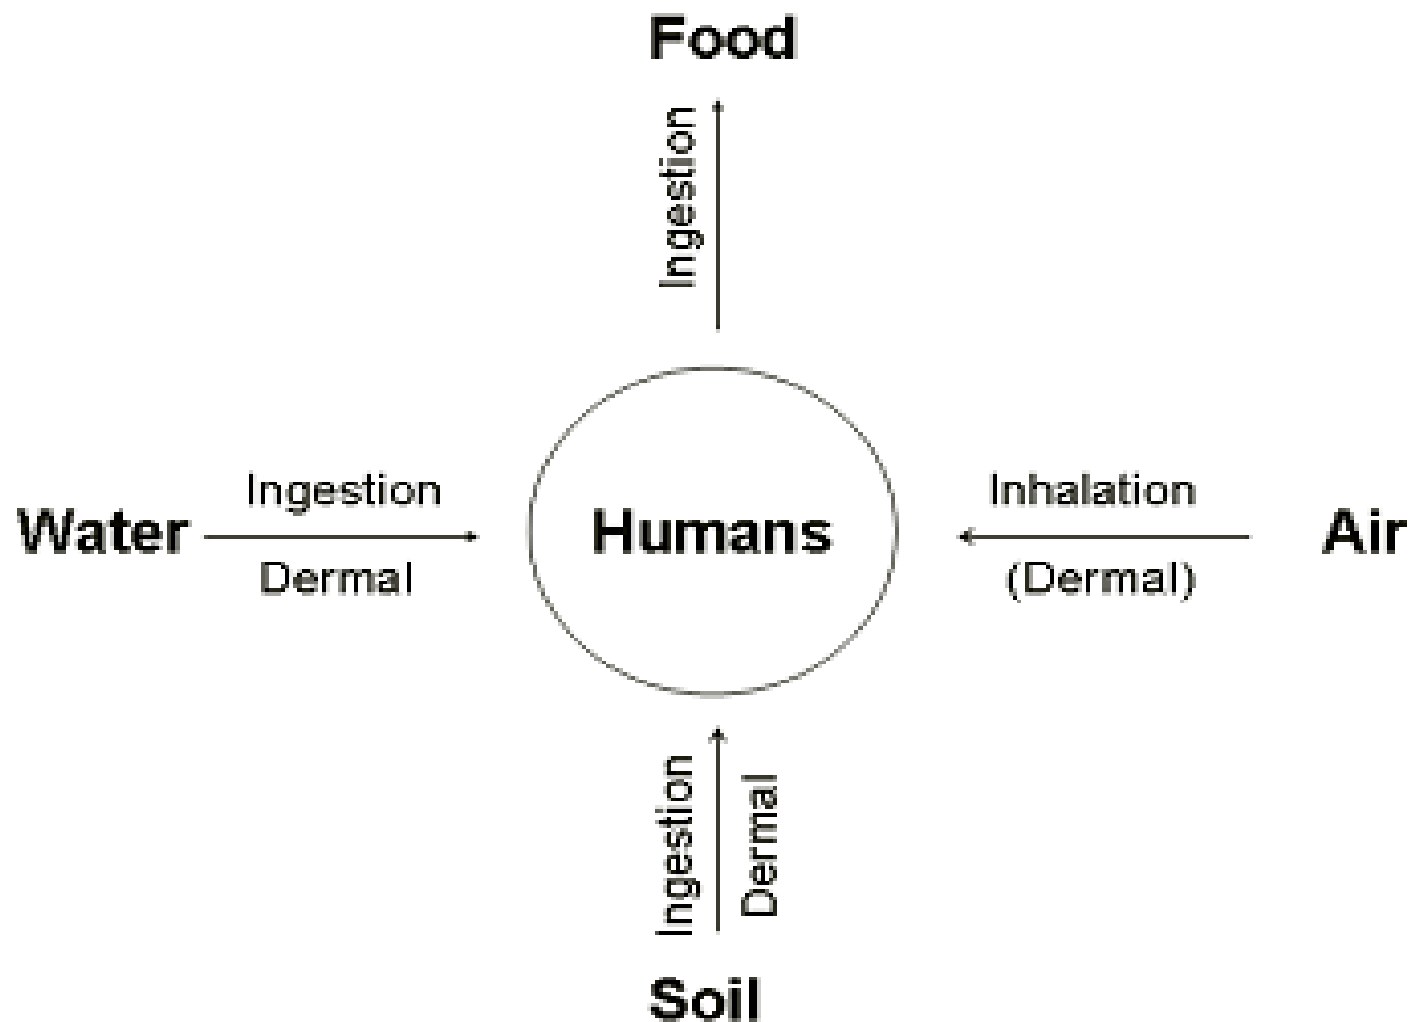 Food
Ingestion
Ingestion
Inhalation
Water
Humans
Air
Dermal
(Dermal)
Ingestion
Dermal
Soil